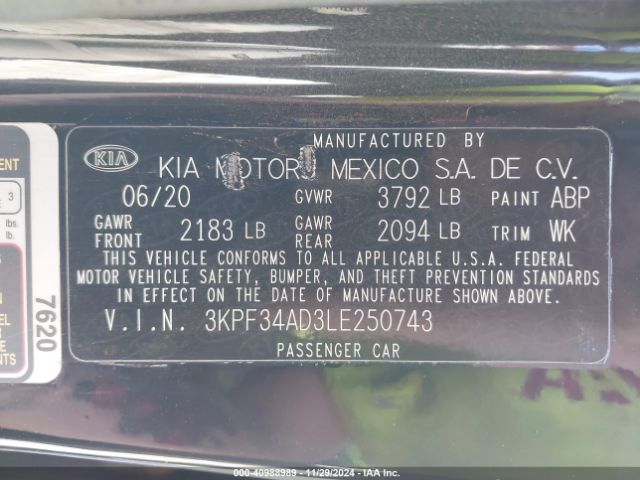 MANUFACTURED BY
KIA KIA MOTORS MEXICO S.A. DE C.V.
06/20 GVWR 3792 LB PAINT ABP
GAWR FRONT 2183 LB GAWR REAR 2094 LB TRIM WK
THIS VEHICLE CONFORMS TO ALL APPLICABLE U.S.A. FEDERAL
MOTOR VEHICLE SAFETY, BUMPER, AND THEFT PREVENTION STANDARDS
IN EFFECT ON THE DATE OF MANUFACTURE SHOWN ABOVE.
V.I.N. 3KPF34AD3LE250743
PASSENGER CAR
3
lbs.
lbs.
7620
000-40988989 - 11/29/2024 - IAA Inc.